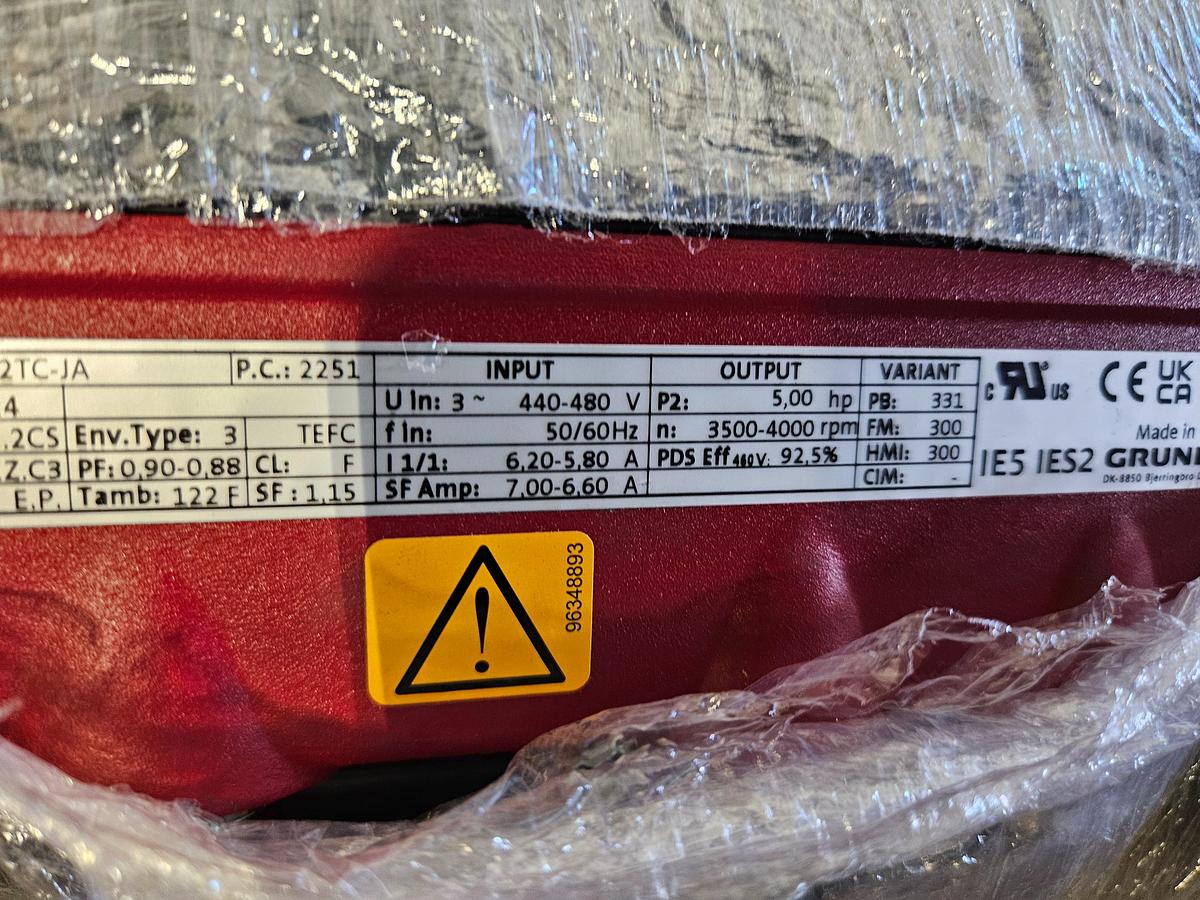 2TC-JA P.C.: 2251 INPUT OUTPUT VARIANT
4 U In: 3 ~ 440-480 V P2: 5,00 hp PB: 331
.2CS Env.Type: 3 TEFC f In: 50/60Hz n: 3500-4000 rpm FM: 300
.Z.C3 PF: 0,90-0,88 CL: F I 1/1: 6,20-5,80 A PDS Eff 460V: 92,5% HMI: 300
E.P. Tamb: 122 F SF: 1,15 SF Amp: 7,00-6,60 A CIM: -
c RU US CE UK CA
Made in
IE5 IES2 GRUN
DK-8850 Bjerringbro
96348893